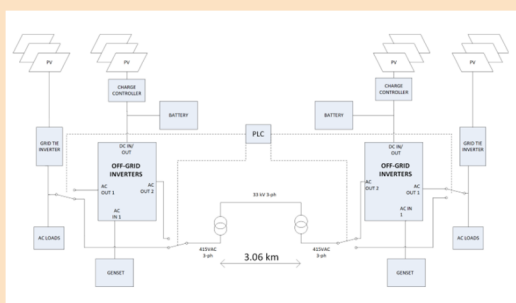 PV
PV
PV
PV
CHARGE
CONTROLLER
CHARGE
CONTROLLER
BATTERY
BATTERY
PLC
GRID TIE
INVERTER
DC IN/
OUT
OFF-GRID
INVERTERS
AC
OUT 1
AC
OUT 2
AC
IN 1
DC IN/
OUT
OFF-GRID
INVERTERS
AC
OUT 2
AC
OUT 1
AC IN
1
GRID TIE
INVERTER
33 kV 3-ph
AC LOADS
415VAC
3-ph
3.06 km
415VAC
3-ph
AC LOADS
GENSET
GENSET